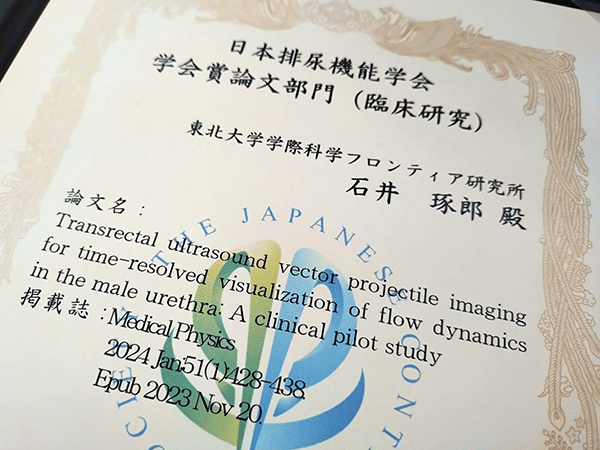 日本排尿機能学会
学会賞論文部門（臨床研究）
東北大学学際科学フロンティア研究所
石井 琢郎 殿
論文名：
Transrectal ultrasound vector projectile imaging
for time-resolved visualization of flow dynamics
in the male urethra: A clinical pilot study
掲載誌：Medical Physics
2024 Jan;51(1):428-438.
Epub 2023 Nov 20.
THE JAPANESE CONT
SOCIE